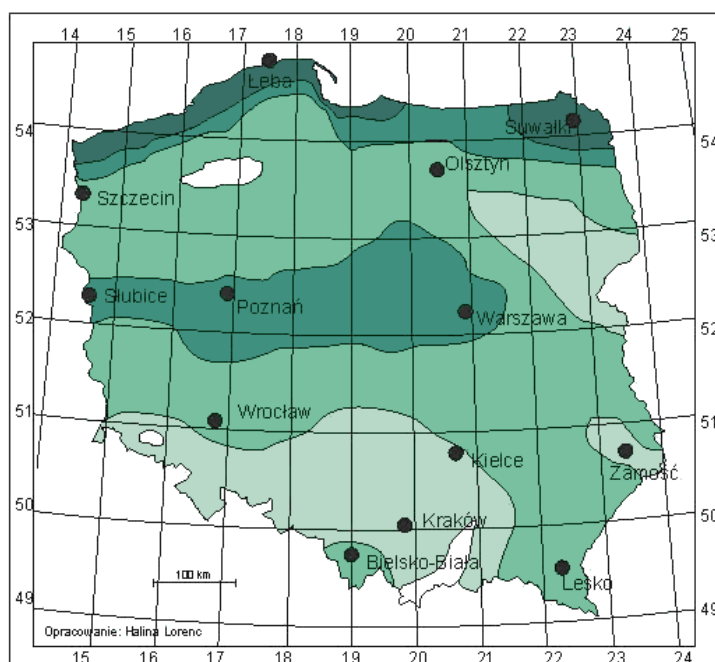 14 15 16 17 18 19 20 21 22 23 24 25
Łeba
54
Suwałki
54
Olsztyn
Szczecin
53
53
Słubice
Poznań
Warszawa
52
52
51
Wrocław
51
Kielce
Zamość
50
Kraków
50
Bielsko-Biała
Lesko
100 km
49
49
Opracowanie: Halina Lorenc
15 16 17 18 19 20 21 22 23 24